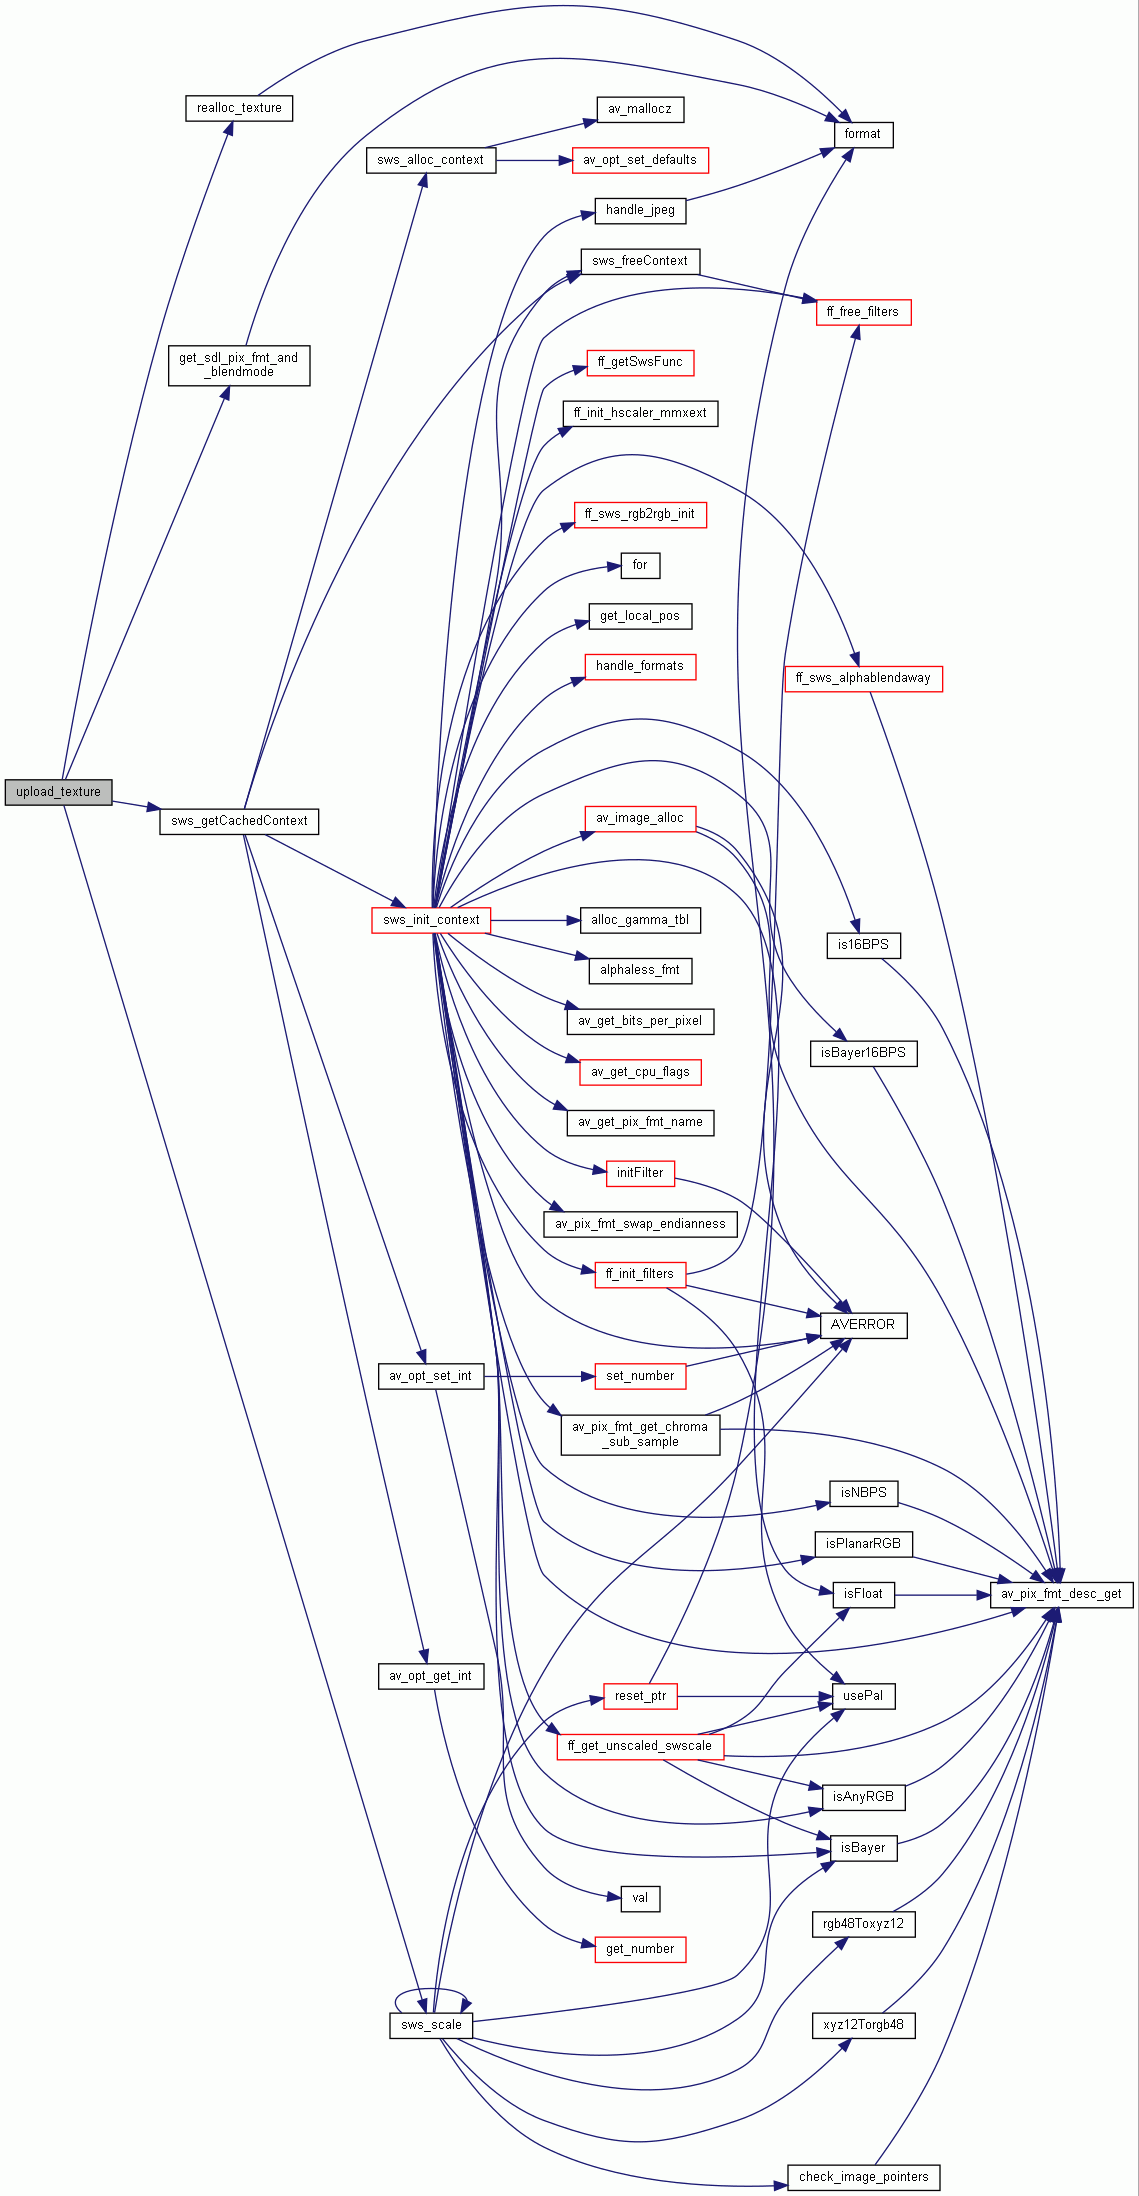 realloc_texture
av_mallocz
format
sws_alloc_context
av_opt_set_defaults
handle_jpeg
sws_freeContext
ff_free_filters
get_sdl_pix_fmt_and
_blendmode
ff_getSwsFunc
ff_init_hscaler_mmxext
ff_sws_rgb2rgb_init
for
get_local_pos
handle_formats
ff_sws_alphablendaway
upload_texture
sws_getCachedContext
av_image_alloc
sws_init_context
alloc_gamma_tbl
is16BPS
alphaless_fmt
av_get_bits_per_pixel
isBayer16BPS
av_get_cpu_flags
av_get_pix_fmt_name
initFilter
av_pix_fmt_swap_endianness
ff_init_filters
AVERROR
av_opt_set_int
set_number
av_pix_fmt_get_chroma
_sub_sample
isNBPS
isPlanarRGB
isFloat
av_pix_fmt_desc_get
av_opt_get_int
reset_ptr
usePal
ff_get_unscaled_swscale
isAnyRGB
isBayer
val
rgb48Toxyz12
get_number
sws_scale
xyz12Torgb48
check_image_pointers